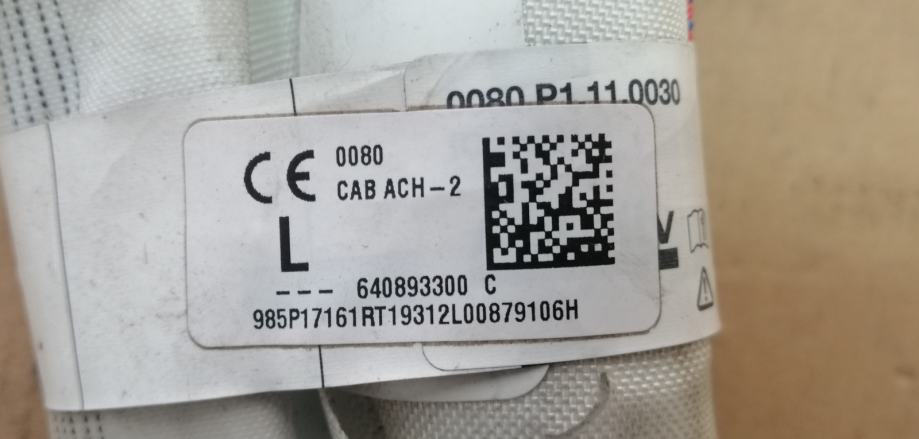 0080 P1.11.0030
CE 0080
CAB ACH-2
L
--- 640893300 C
985P17161RT19312L00879106H
V